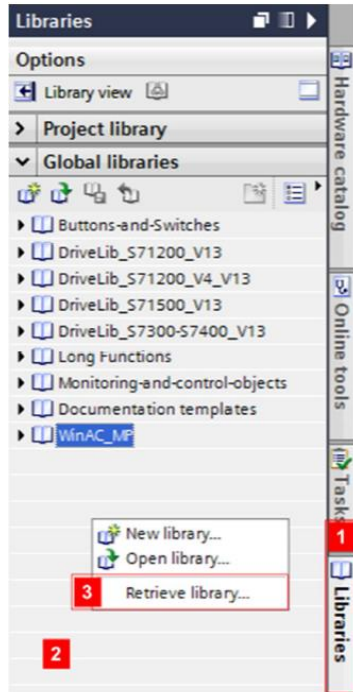 Libraries
Options
Library view
Project library
Global libraries
Buttons-and-Switches
DriveLib_S71200_V13
DriveLib_S71200_V4_V13
DriveLib_S71500_V13
DriveLib_S7300-S7400_V13
Long Functions
Monitoring-and-control-objects
Documentation templates
WinAC_MP
New library...
Open library...
3 Retrieve library...
2
Hardware catalog
Online tools
Tasks
1
Libraries